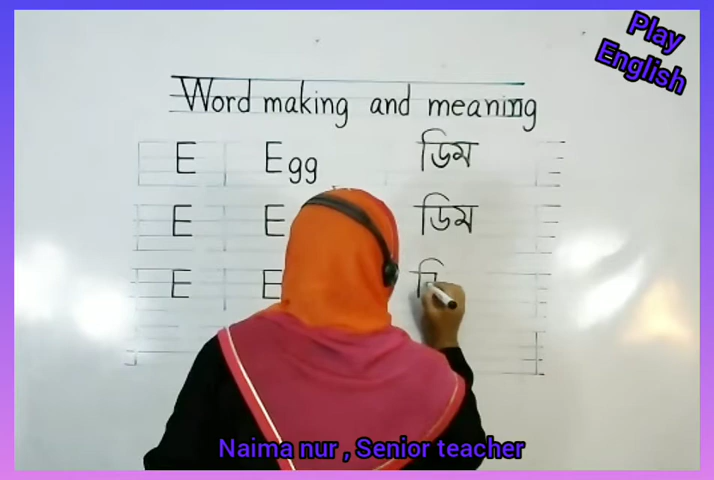 Play
English
Word making and meaning
E Egg ডিম
E E ডিম
E E
Naima nur , Senior teacher